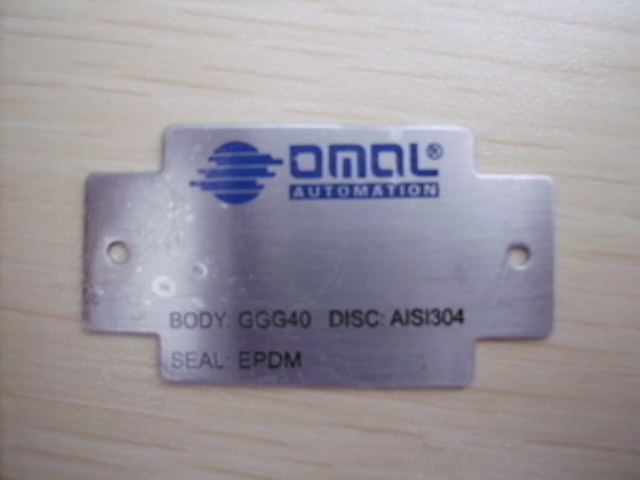 OMAL®
AUTOMATION
BODY: GGG40 DISC: AISI304
SEAL: EPDM